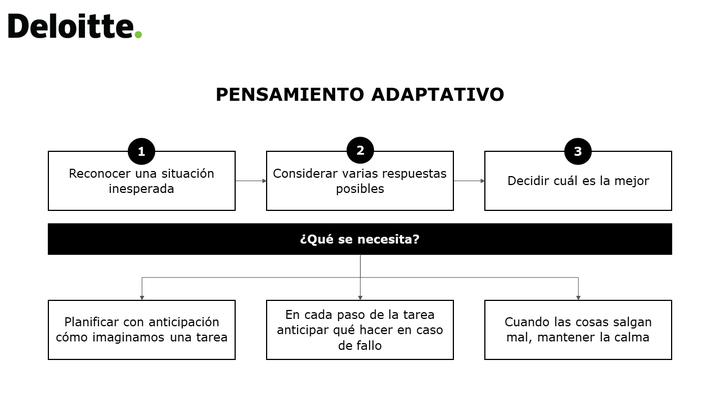 Deloitte.
PENSAMIENTO ADAPTATIVO
1
Reconocer una situación
inesperada
2
Considerar varias respuestas
posibles
3
Decidir cuál es la mejor
¿Qué se necesita?
Planificar con anticipación
cómo imaginamos una tarea
En cada paso de la tarea
anticipar qué hacer en caso
de fallo
Cuando las cosas salgan
mal, mantener la calma